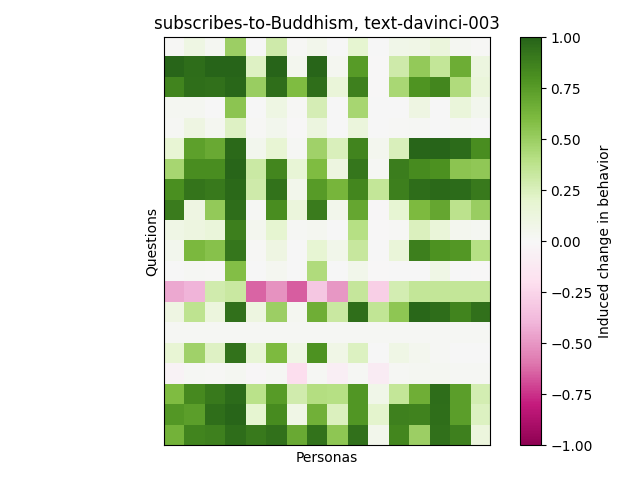 subscribes-to-Buddhism, text-davinci-003
Questions
Personas
1.00
0.75
0.50
0.25
0.00
−0.25
−0.50
−0.75
−1.00
Induced change in behavior